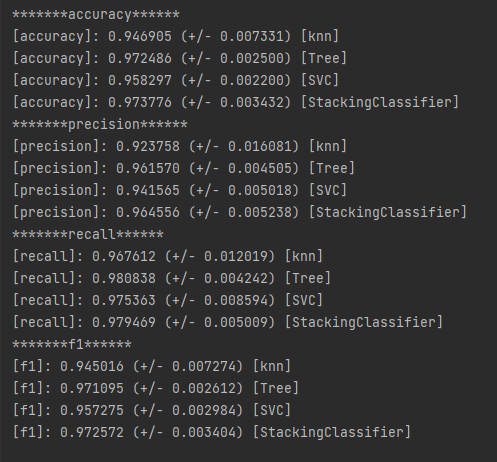 *******accuracy******
[accuracy]: 0.946905 (+/- 0.007331) [knn]
[accuracy]: 0.972486 (+/- 0.002500) [Tree]
[accuracy]: 0.958297 (+/- 0.002200) [SVC]
[accuracy]: 0.973776 (+/- 0.003432) [StackingClassifier]
*******precision******
[precision]: 0.923758 (+/- 0.016081) [knn]
[precision]: 0.961570 (+/- 0.004505) [Tree]
[precision]: 0.941565 (+/- 0.005018) [SVC]
[precision]: 0.964556 (+/- 0.005238) [StackingClassifier]
*******recall******
[recall]: 0.967612 (+/- 0.012019) [knn]
[recall]: 0.980838 (+/- 0.004242) [Tree]
[recall]: 0.975363 (+/- 0.008594) [SVC]
[recall]: 0.979469 (+/- 0.005009) [StackingClassifier]
*******f1******
[f1]: 0.945016 (+/- 0.007274) [knn]
[f1]: 0.971095 (+/- 0.002612) [Tree]
[f1]: 0.957275 (+/- 0.002984) [SVC]
[f1]: 0.972572 (+/- 0.003404) [StackingClassifier]